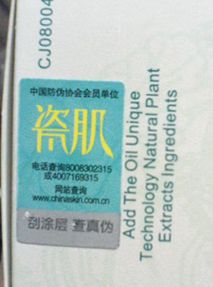 CJ08004
中国防伪协会会员单位
瓷肌
电话查询8008302315
或4007169315
网站查询
www.chinaskin.com.cn
刮涂层 查真伪
Add The Oil Unique
Technology Natural Plant
Extracts Ingredients